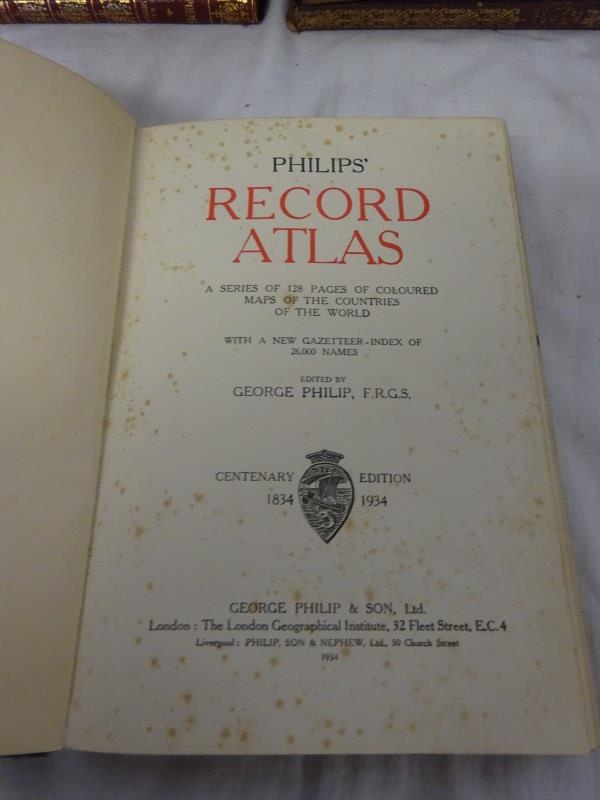 PHILIPS'
RECORD
ATLAS
A SERIES OF 128 PAGES OF COLOURED
MAPS OF THE COUNTRIES
OF THE WORLD
WITH A NEW GAZETTEER-INDEX OF
26,000 NAMES
EDITED BY
GEORGE PHILIP, F.R.G.S.
CENTENARY EDITION
1834 1934
GEORGE PHILIP & SON, Ltd.
London : The London Geographical Institute, 32 Fleet Street, E.C.4
Liverpool : PHILIP, SON & NEPHEW, Ltd., 50 Church Street
1934